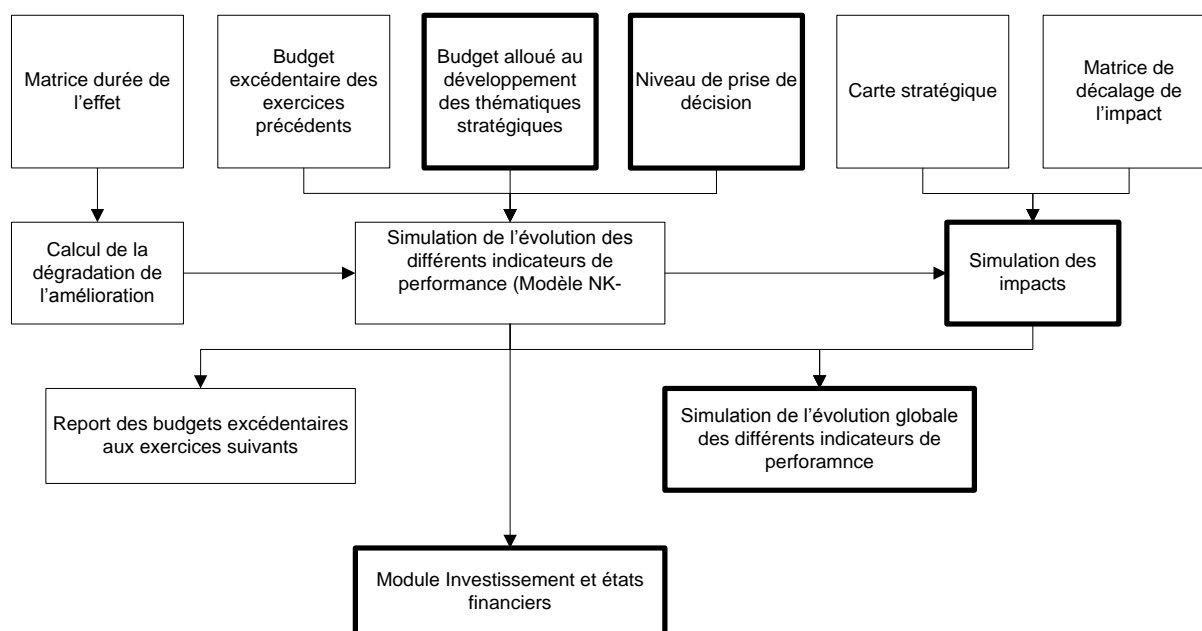 Matrice durée de
l'effet
Budget
excédentaire des
exercices
précédents
Budget alloué au
développement
des thématiques
stratégiques
Niveau de prise de
décision
Carte stratégique
Matrice de
décalage de
l'impact
Calcul de la
dégradation de
l'amélioration
Simulation de l'évolution des
différents indicateurs de
performance (Modèle NK-
Simulation des
impacts
Report des budgets excédentaires
aux exercices suivants
Simulation de l'évolution globale
des différents indicateurs de
perforamnce
Module Investissement et états
financiers